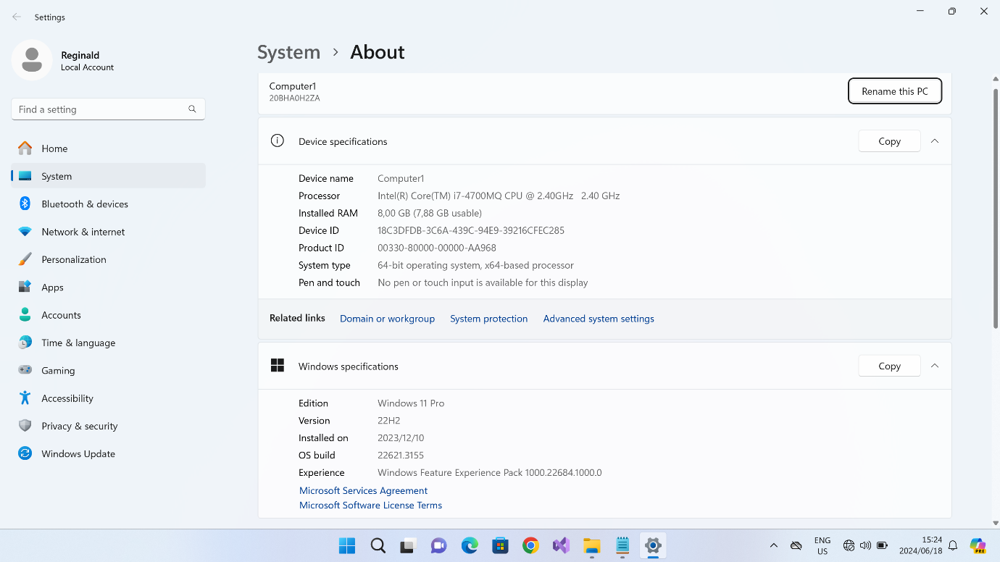 Settings
Reginald
Local Account
Find a setting
Home
System
Bluetooth & devices
Network & internet
Personalization
Apps
Accounts
Time & language
Gaming
Accessibility
Privacy & security
Windows Update
System > About
Computer1
20BHA0H2ZA
Rename this PC
Device specifications
Copy
Device name Computer1
Processor Intel(R) Core(TM) i7-4700MQ CPU @ 2.40GHz 2.40 GHz
Installed RAM 8,00 GB (7,88 GB usable)
Device ID 18C3DFDB-3C6A-439C-94E9-39216CFEC285
Product ID 00330-80000-00000-AA968
System type 64-bit operating system, x64-based processor
Pen and touch No pen or touch input is available for this display
Related links Domain or workgroup System protection Advanced system settings
Windows specifications
Copy
Edition Windows 11 Pro
Version 22H2
Installed on 2023/12/10
OS build 22621.3155
Experience Windows Feature Experience Pack 1000.22684.1000.0
Microsoft Services Agreement
Microsoft Software License Terms
ENG
US
15:24
2024/06/18
PRE